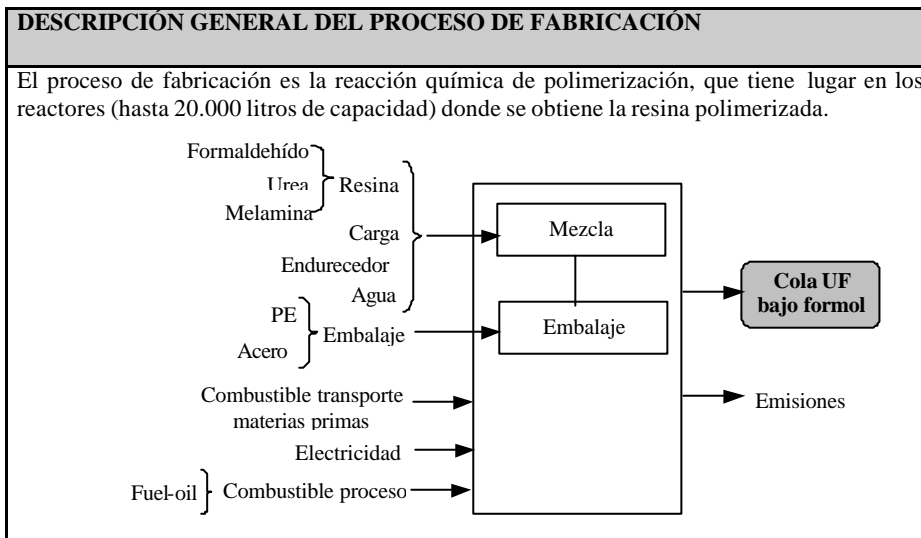 DESCRIPCIÓN GENERAL DEL PROCESO DE FABRICACIÓN
El proceso de fabricación es la reacción química de polimerización, que tiene lugar en los
reactores (hasta 20.000 litros de capacidad) donde se obtiene la resina polimerizada.
Formaldehído
Urea
Melamina
Resina
Carga
Endurecedor
Agua
PE
Acero
Embalaje
Combustible transporte
materias primas
Electricidad
Fuel-oil
Combustible proceso
Mezcla
Embalaje
Cola UF
bajo formol
Emisiones